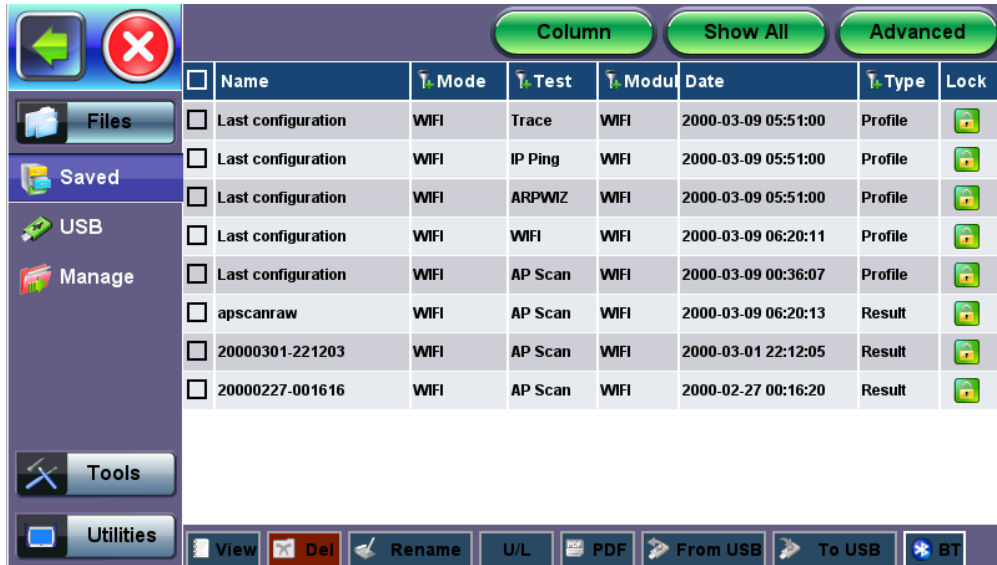 Column Show All Advanced
Name Mode Test Modul Date Type Lock
Files
Saved
USB
Manage
Tools
Utilities
Last configuration WIFI Trace WIFI 2000-03-09 05:51:00 Profile
Last configuration WIFI IP Ping WIFI 2000-03-09 05:51:00 Profile
Last configuration WIFI ARPWIZ WIFI 2000-03-09 05:51:00 Profile
Last configuration WIFI WIFI WIFI 2000-03-09 06:20:11 Profile
Last configuration WIFI AP Scan WIFI 2000-03-09 00:36:07 Profile
apscanraw WIFI AP Scan WIFI 2000-03-09 06:20:13 Result
20000301-221203 WIFI AP Scan WIFI 2000-03-01 22:12:05 Result
20000227-001616 WIFI AP Scan WIFI 2000-02-27 00:16:20 Result
View Del Rename U/L PDF PDF From USB To USB BT